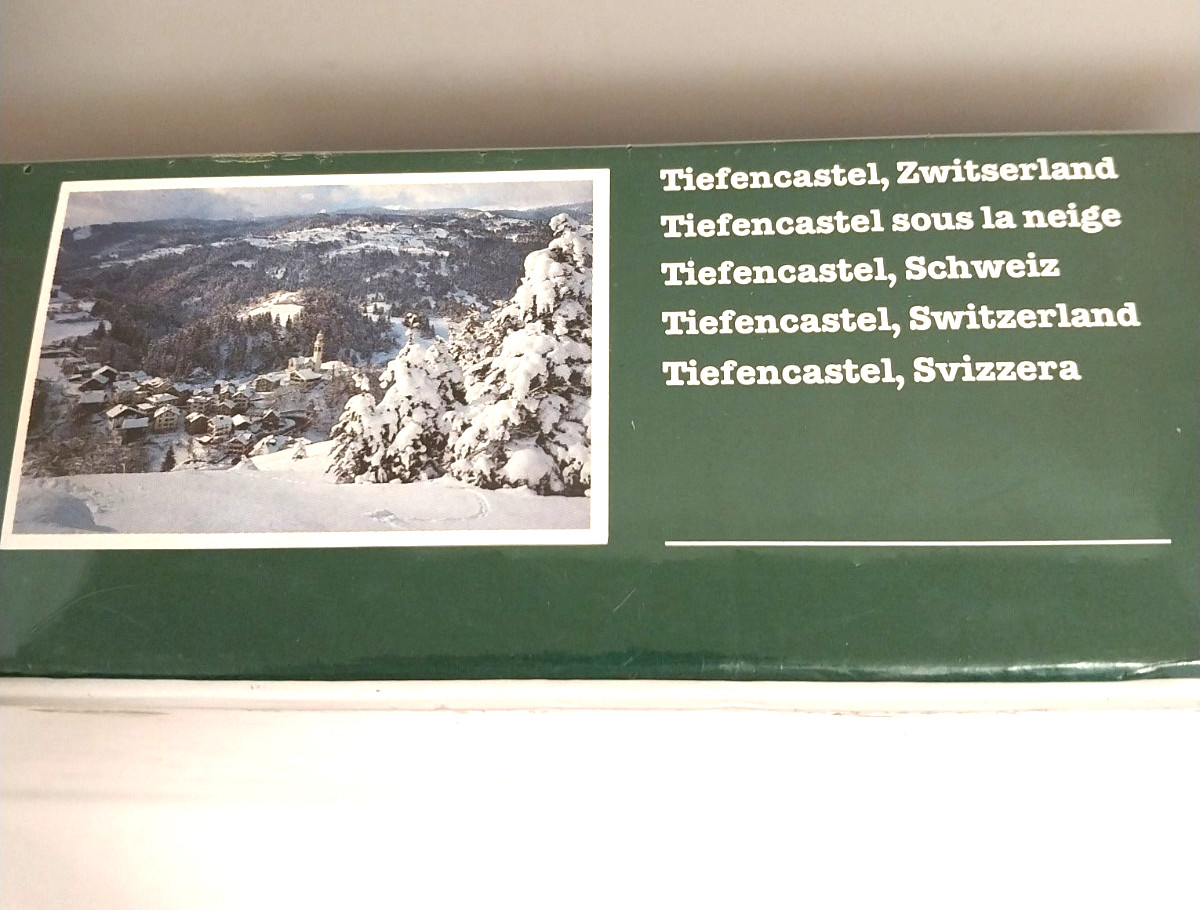 Tiefencastel, Zwitserland
Tiefencastel sous la neige
Tiefencastel, Schweiz
Tiefencastel, Switzerland
Tiefencastel, Svizzera